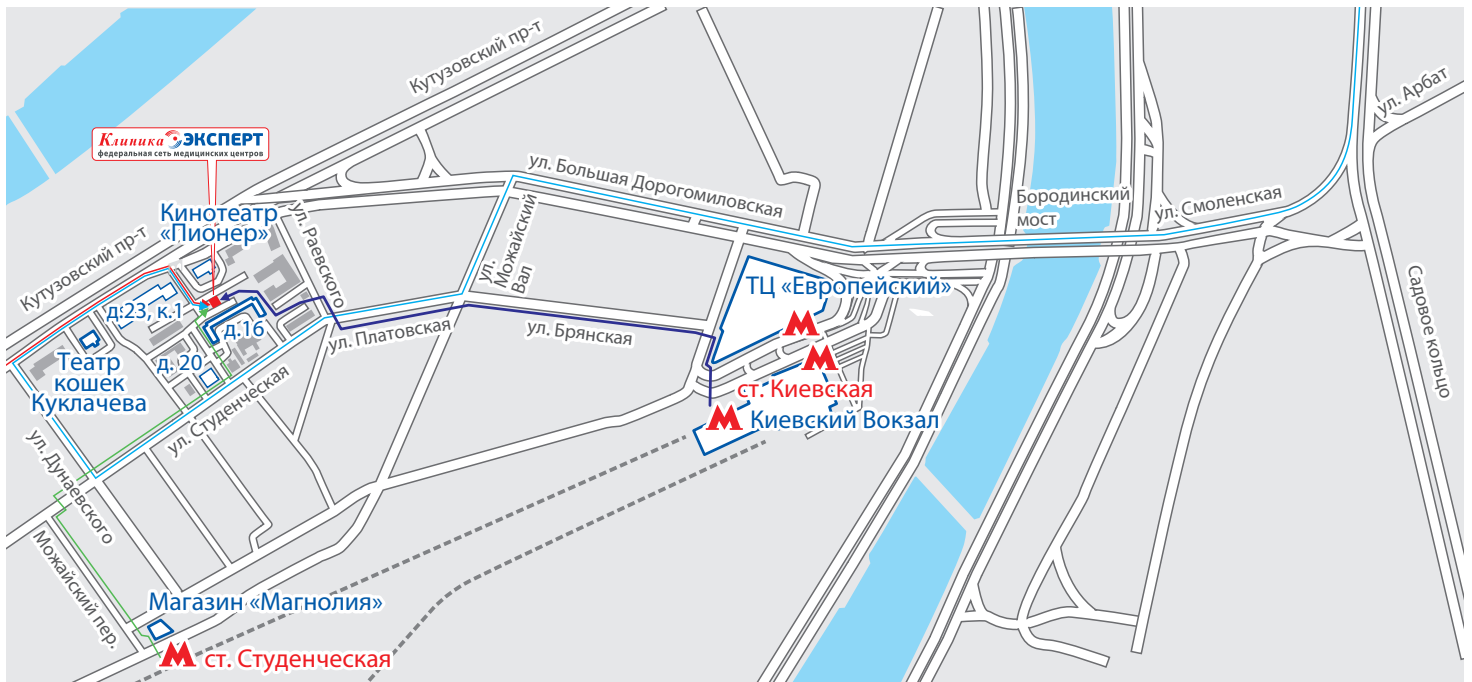 Кутузовский пр-т
ул. Арбат
Клиника ЭКСПЕРТ
федеральная сеть медицинских центров
ул. Большая Дорогомиловская
Бородинский
мост
ул. Смоленская
Кинотеатр
«Пионер»
ул. Раевского
ул.
Можайский
Вал
Кутузовский пр-т
ТЦ «Европейский»
Садовое кольцо
д.23, к.1
д.16
ул. Платовская
ул. Брянская
Театр
кошек
Куклачева
д. 20
ст. Киевская
ул. Студенческая
Киевский Вокзал
ул. Дунаевского
Можайский пер.
Магазин «Магнолия»
ст. Студенческая